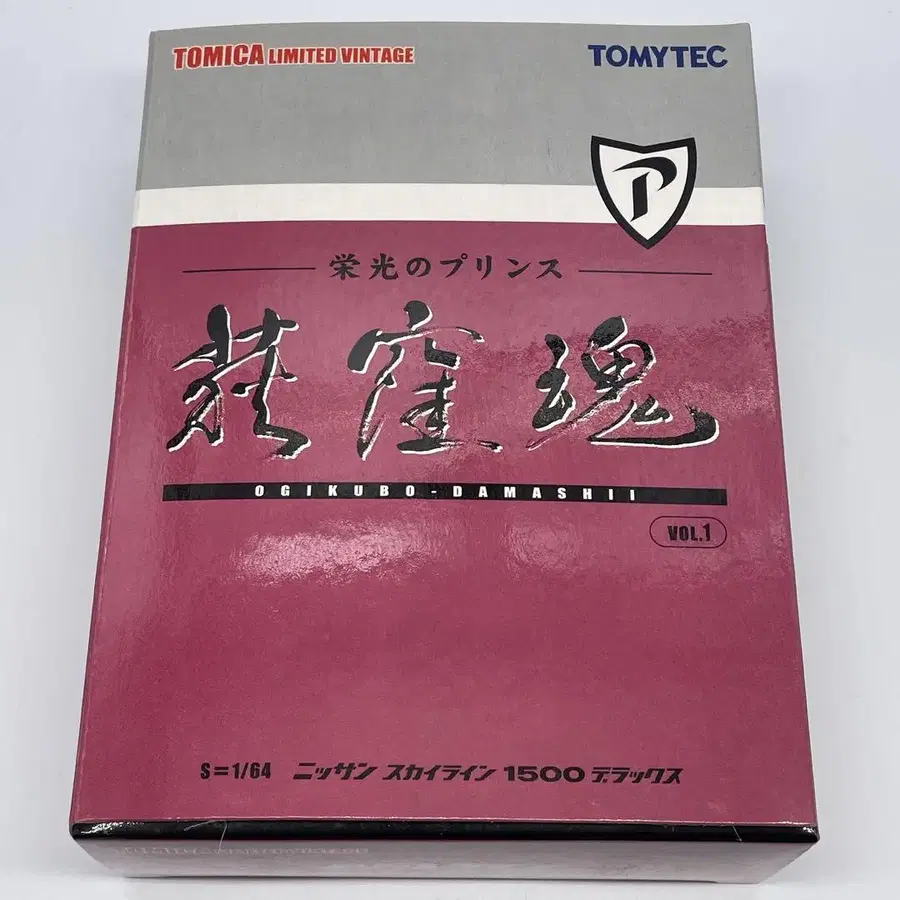 TOMICA LIMITED VINTAGE TOMYTEC
P
栄光のプリンス
荻窪魂
OGIKUBO-DAMASHII
VOL.1
S=1/64 ニッサン スカイライン 1500 デラックス